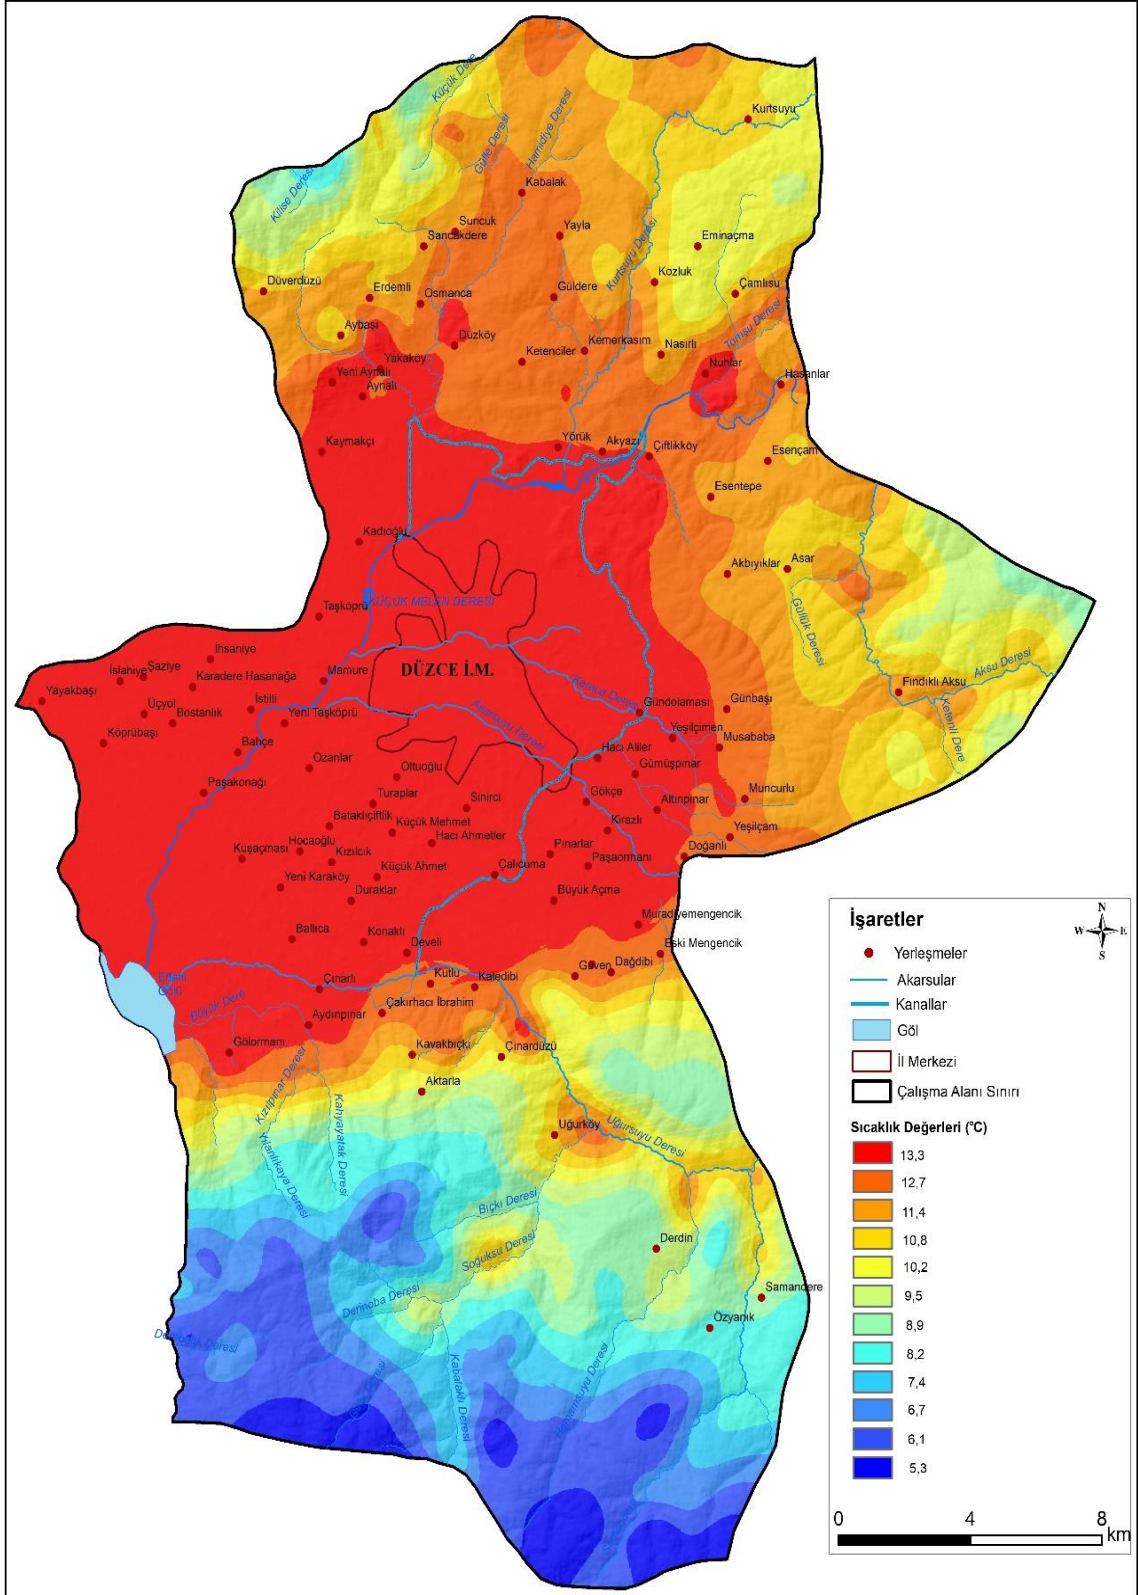 Küçük Dere
Kurtsuyu
Gülfe Deresi
Hamidiye Deresi
Kilise Deresi
Kabalak
Suncuk
Yayla
Sancakdere
Kurtsuyu Deresi
Eminaçma
Düverdüzü
Erdemli
Osmanca
Güldere
Kozluk
Çamlısu
Aybaşı
Düzköy
Kemerkasım
Nasırlı
Yakaköy
Ketenciler
Nuhlar
Yeni Aynalı
Aynalı
Hasanlar
Kaymakçı
Yörük
Akyazı
Çiftlikköy
Esençam
Esentepe
Kadıoğlu
Akbıyıklar
Asar
KÜÇÜK MELEN DERESİ
Taşköprü
Güllük Deresi
İhsaniye
Aksu Deresi
İslahiye
Şaziye
Karadere Hasanağa
Mamure
DÜZCE İ.M.
Fındıklı Aksu
Yayakbaşı
Üçyol
Bostanlık
İstilli
Yeni Taşköprü
Asarsuyu Deresi
Gündolaması
Günbaşı
Ketenli Dere
Köprübaşı
Bahçe
Yeşilçimen
Musababa
Ozanlar
Hacı Aliler
Paşakonağı
Oltuoğlu
Gümüşpınar
Turaplar
Sinirci
Gökçe
Altınpınar
Muncurlu
Bataklıçiftlik
Küçük Mehmet
Kirazlı
Yeşilçam
Hocaoğlu
Hacı Ahmetler
Kuşaçması
Kızılcık
Pınarlar
Paşaormanı
Doğanlı
Yeni Karaköy
Küçük Ahmet
Çalıcuma
Duraklar
Büyük Açma
Muradiyemengencik
Ballıca
Konaklı
Develi
Eski Mengencik
Efteni
Gölü
Çınarlı
Kutlu
Kaledibi
Güven
Dağdibi
Büyük Dere
Çakırhacı İbrahim
Aydınpınar
Gölormanı
Kavakbıçkı
Çınardüzü
Kızılpınar Deresi
Aktarla
Kahyayatak Deresi
Uğurköy
Uğursuyu Deresi
Yılanlıkaya Deresi
Bıçkı Deresi
Soğuksu Deresi
Derdin
Derinoba Deresi
Samandere
Özyanık
Kabalaklı Deresi
İşaretler
N
W E
S
Yerleşmeler
Akarsular
Kanallar
Göl
İl Merkezi
Çalışma Alanı Sınırı
Sıcaklık Değerleri (°C)
13,3
12,7
11,4
10,8
10,2
9,5
8,9
8,2
7,4
6,7
6,1
5,3
0 4 8
km